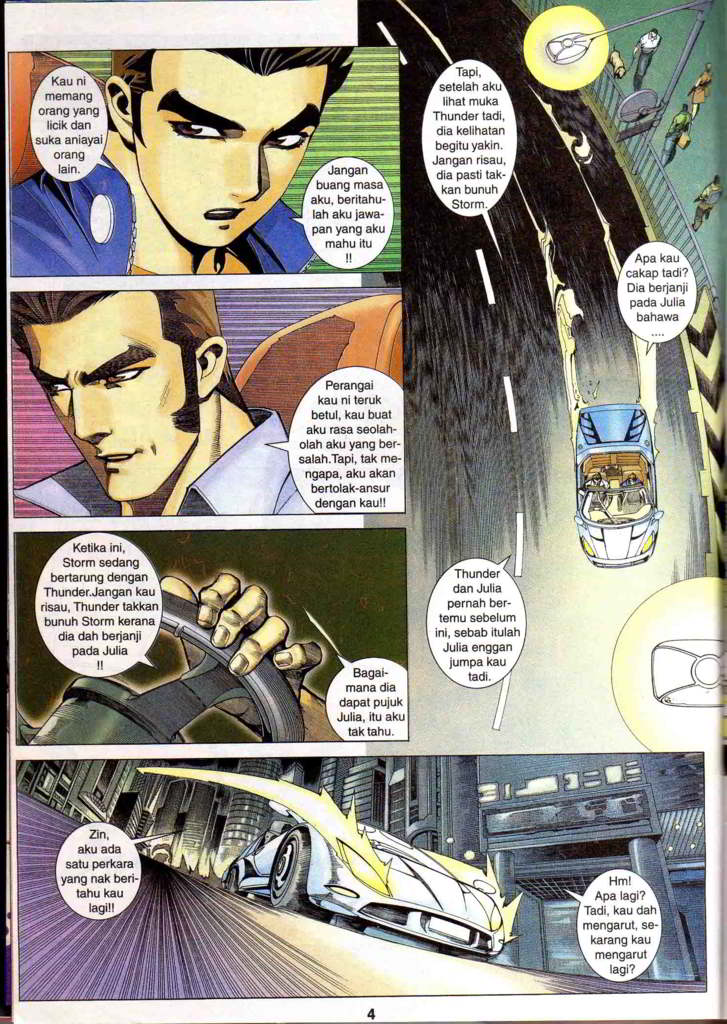 Kau ni
memang
orang yang
licik dan
suka aniayai
orang
lain.
Jangan
buang masa
aku, beritahu-
lah aku jawa-
pan yang aku
mahu itu
!!
Perangai
kau ni teruk
betul, kau buat
aku rasa seolah-
olah aku yang ber-
salah.Tapi, tak me-
ngapa, aku akan
bertolak-ansur
dengan kau!!
Ketika ini,
Storm sedang
bertarung dengan
Thunder.Jangan kau
risau, Thunder takkan
bunuh Storm kerana
dia dah berjanji
pada Julia
!!
Bagai-
mana dia
dapat pujuk
Julia, itu aku
tak tahu.
Tapi,
setelah aku
lihat muka
Thunder tadi,
dia kelihatan
begitu yakin.
Jangan risau,
dia pasti tak-
kan bunuh
Storm.
Apa kau
cakap tadi?
Dia berjanji
pada Julia
bahawa
....
Thunder
dan Julia
pernah ber-
temu sebelum
ini, sebab itulah
Julia enggan
jumpa kau
tadi.
Zin,
aku ada
satu perkara
yang nak beri-
tahu kau
lagi!!
Hm!
Apa lagi?
Tadi, kau dah
mengarut, se-
karang kau
mengarut
lagi?
4